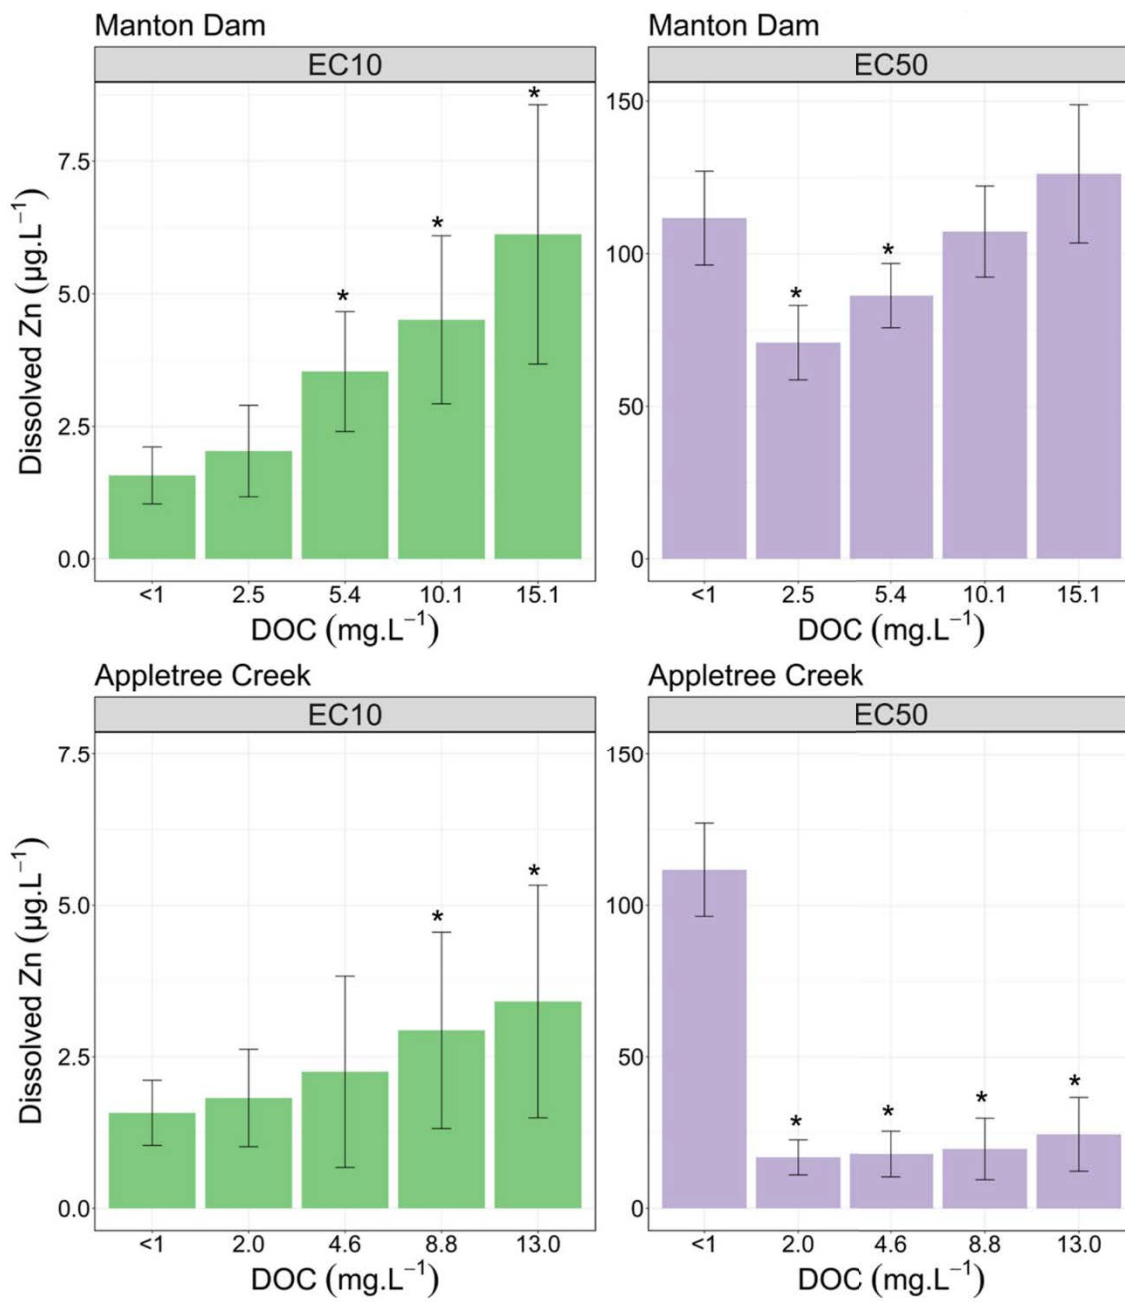 Manton Dam
EC10
Dissolved Zn (µg.L⁻¹)
7.5
5.0
2.5
0.0
*
*
*
<1 2.5 5.4 10.1 15.1
DOC (mg.L⁻¹)
Manton Dam
EC50
150
100
50
0
*
*
<1 2.5 5.4 10.1 15.1
DOC (mg.L⁻¹)
Appletree Creek
EC10
Dissolved Zn (µg.L⁻¹)
7.5
5.0
2.5
0.0
*
*
<1 2.0 4.6 8.8 13.0
DOC (mg.L⁻¹)
Appletree Creek
EC50
150
100
50
0
*
*
*
*
<1 2.0 4.6 8.8 13.0
DOC (mg.L⁻¹)